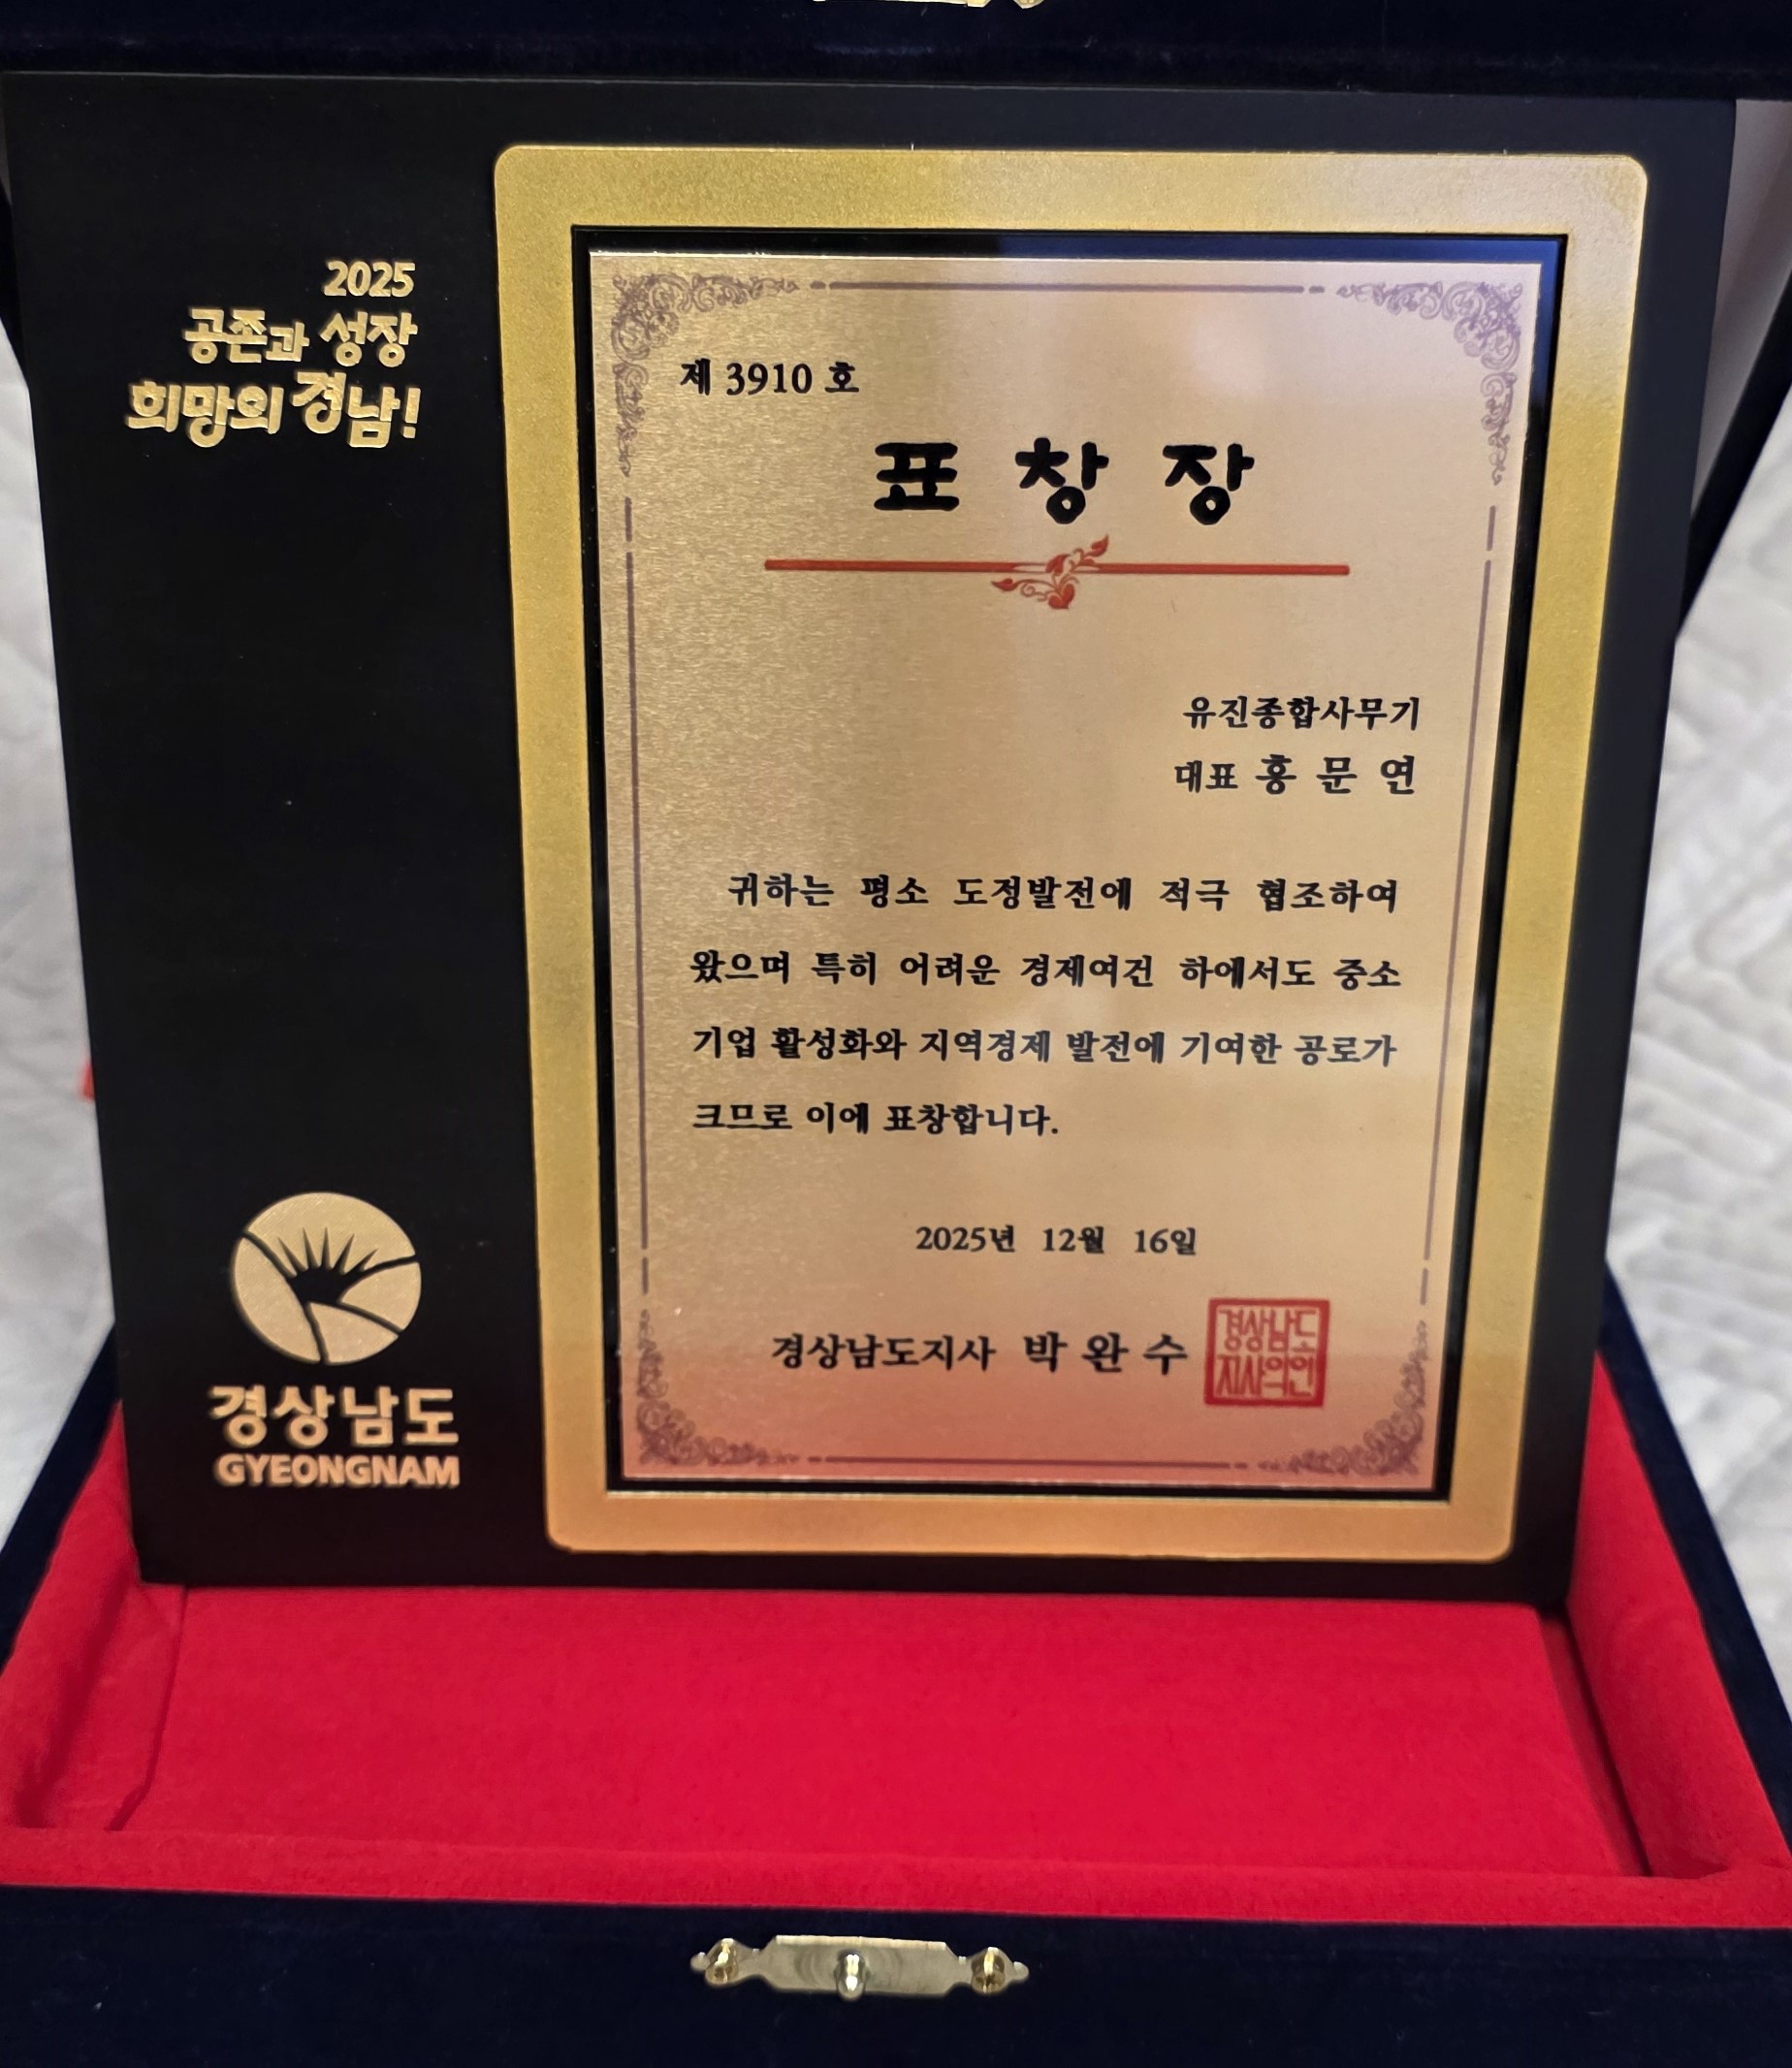 2025
공존과 성장
희망의 경남!
경상남도
GYEONGNAM
제 3910 호
표 창 장
유진종합사무기
대표 홍 문 연
귀하는 평소 도정발전에 적극 협조하여
왔으며 특히 어려운 경제여건 하에서도 중소
기업 활성화와 지역경제 발전에 기여한 공로가
크므로 이에 표창합니다.
2025년 12월 16일
경상남도지사 박 완 수
경상남도
지사의인